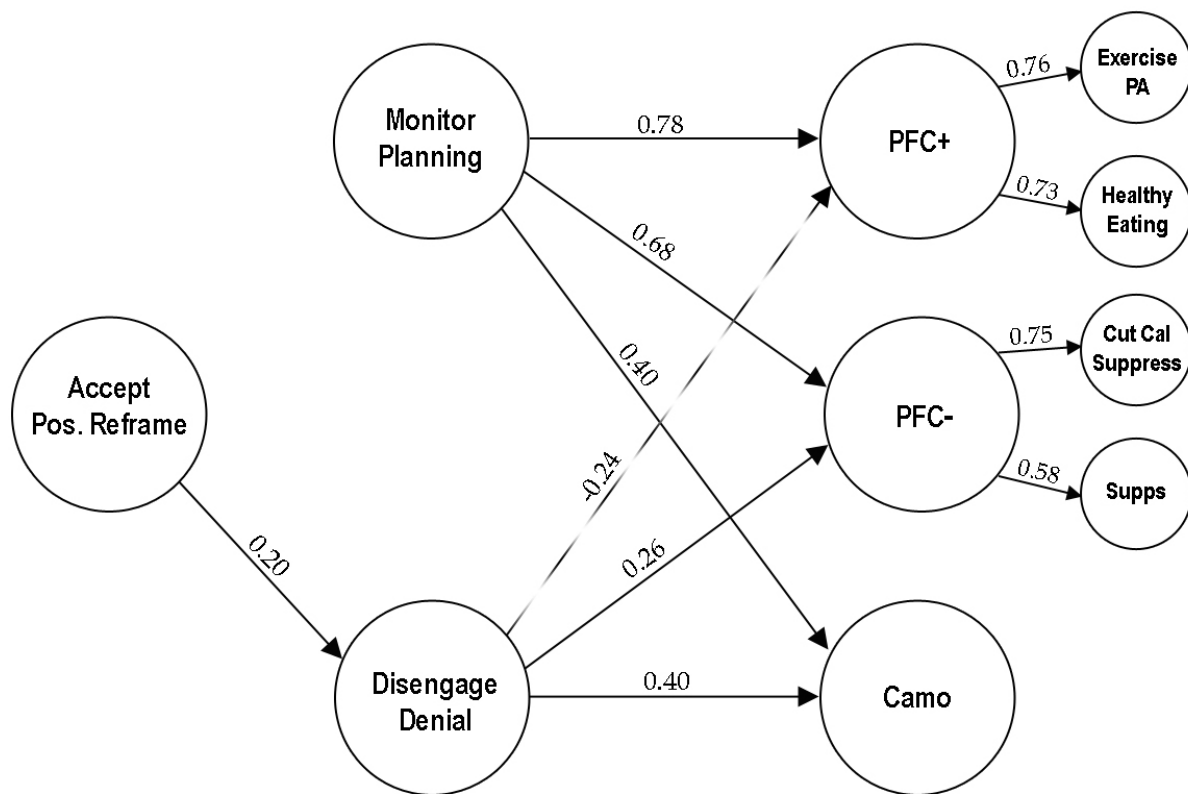 Exercise
PA
0.76
Monitor
Planning
0.78
PFC+
0.73
Healthy
Eating
0.68
0.40
0.75
Cut Cal
Suppress
Accept
Pos. Reframe
PFC-
-0.24
0.58
Supps
0.20
0.26
Disengage
Denial
0.40
Camo